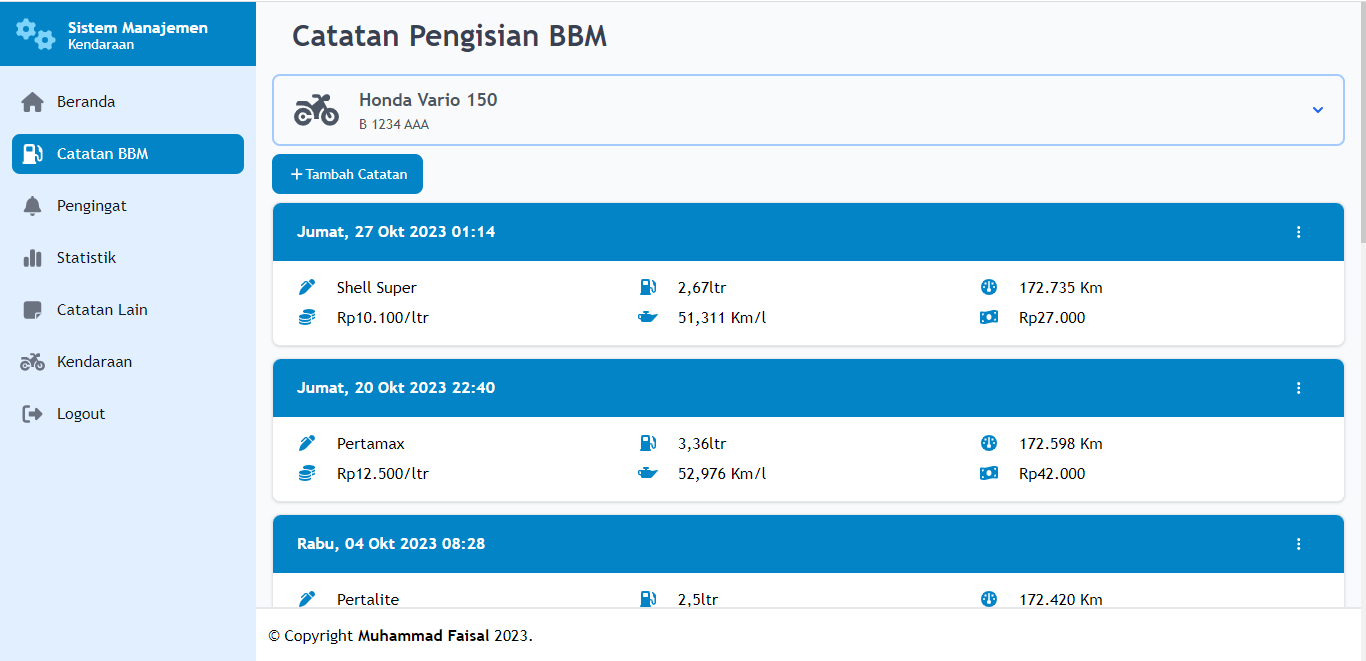 Sistem Manajemen
Kendaraan
Beranda
Catatan BBM
Pengingat
Statistik
Catatan Lain
Kendaraan
Logout
Catatan Pengisian BBM
Honda Vario 150
B 1234 AAA
+ Tambah Catatan
Jumat, 27 Okt 2023 01:14
Shell Super 2,67ltr 172.735 Km
Rp10.100/ltr 51,311 Km/l Rp27.000
Jumat, 20 Okt 2023 22:40
Pertamax 3,36ltr 172.598 Km
Rp12.500/ltr 52,976 Km/l Rp42.000
Rabu, 04 Okt 2023 08:28
Pertalite 2,5ltr 172.420 Km
© Copyright Muhammad Faisal 2023.